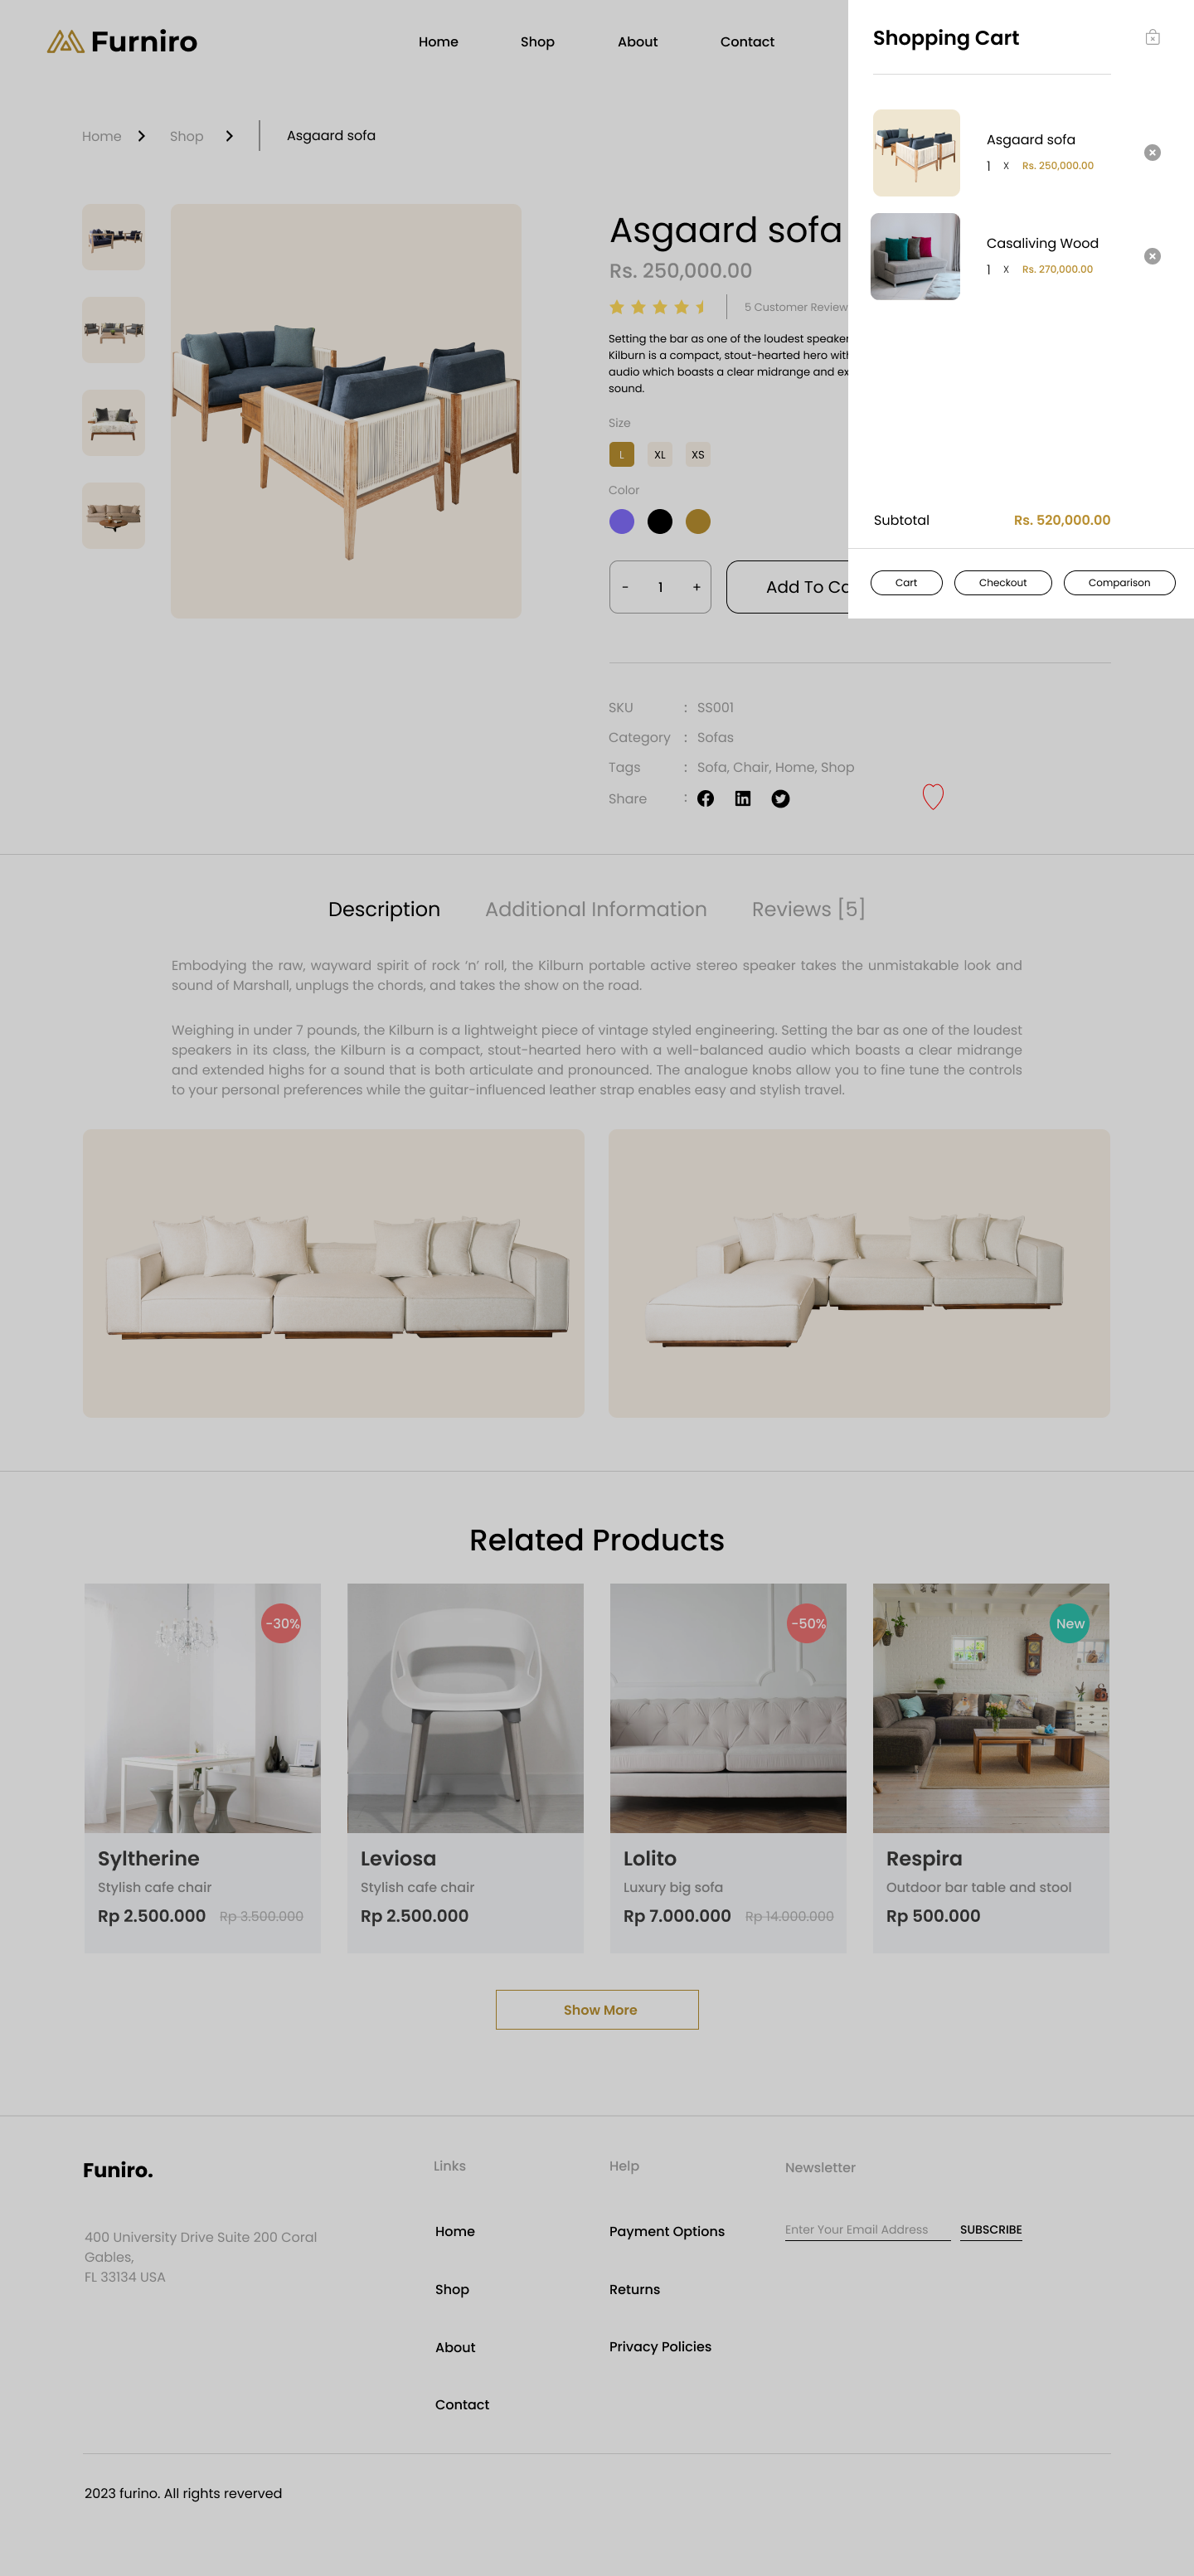 Furniro
Home
Shop
About
Contact
Shopping Cart
Asgaard sofa
1 X Rs. 250,000.00
Casaliving Wood
1 X Rs. 270,000.00
Subtotal Rs. 520,000.00
Cart
Checkout
Comparison
Home
Shop
Asgaard sofa
Asgaard sofa
Rs. 250,000.00
5 Customer Review
Setting the bar as one of the loudest speaker
Kilburn is a compact, stout-hearted hero with
audio which boasts a clear midrange and ex
sound.
Size
L
XL
XS
Color
- 1 +
Add To Ca
SKU : SS001
Category : Sofas
Tags : Sofa, Chair, Home, Shop
Share :
Description
Additional Information
Reviews [5]
Embodying the raw, wayward spirit of rock ‘n’ roll, the Kilburn portable active stereo speaker takes the unmistakable look and
sound of Marshall, unplugs the chords, and takes the show on the road.
Weighing in under 7 pounds, the Kilburn is a lightweight piece of vintage styled engineering. Setting the bar as one of the loudest
speakers in its class, the Kilburn is a compact, stout-hearted hero with a well-balanced audio which boasts a clear midrange
and extended highs for a sound that is both articulate and pronounced. The analogue knobs allow you to fine tune the controls
to your personal preferences while the guitar-influenced leather strap enables easy and stylish travel.
Related Products
-30%
-50%
New
Syltherine
Stylish cafe chair
Rp 2.500.000 Rp 3.500.000
Leviosa
Stylish cafe chair
Rp 2.500.000
Lolito
Luxury big sofa
Rp 7.000.000 Rp 14.000.000
Respira
Outdoor bar table and stool
Rp 500.000
Show More
Funiro.
400 University Drive Suite 200 Coral
Gables,
FL 33134 USA
Links
Home
Shop
About
Contact
Help
Payment Options
Returns
Privacy Policies
Newsletter
Enter Your Email Address
SUBSCRIBE
2023 furino. All rights reverved